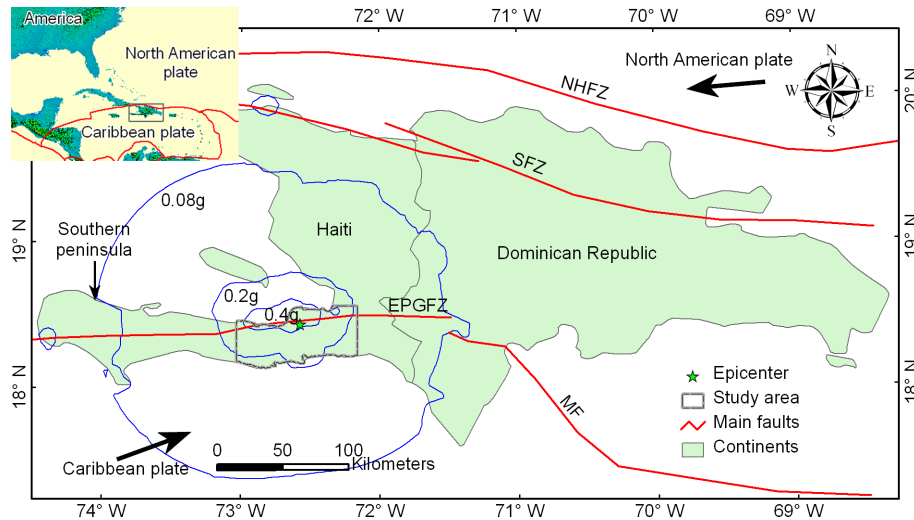 72° W
71° W
70° W
69° W
America
North American
plate
Caribbean plate
North American plate
N
W
E
S
20° N
NHFZ
SFZ
0.08g
Southern
peninsula
Haiti
Dominican Republic
19° N
19° N
0.2g
0.4g
EPGFZ
18° N
18° N
MF
Epicenter
Study area
Main faults
Continents
0
50
100
Kilometers
Caribbean plate
74° W
73° W
72° W
71° W
70° W
69° W